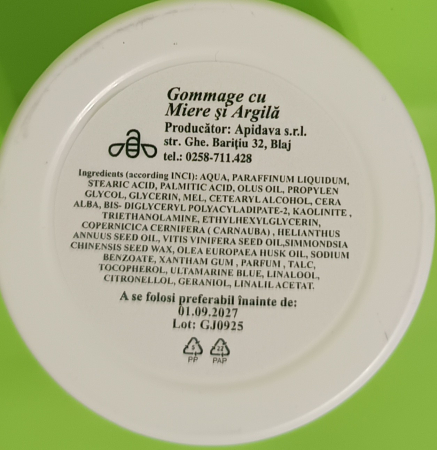 Gommage cu
Miere şi Argilă
Producător: Apidava s.r.l.
str. Ghe. Bariţiu 32, Blaj
tel.: 0258-711.428
Ingredients (according INCI): AQUA, PARAFFINUM LIQUIDUM,
STEARIC ACID, PALMITIC ACID, OLUS OIL, PROPYLEN
GLYCOL, GLYCERIN, MEL, CETEARYL ALCOHOL, CERA
ALBA, BIS- DIGLYCERYL POLYACYLADIPATE-2, KAOLINITE ,
TRIETHANOLAMINE, ETHYLHEXYLGLYCERIN,
COPERNICICA CERNIFERA ( CARNAUBA) , HELIANTHUS
ANNUUS SEED OIL, VITIS VINIFERA SEED OIL,SIMMONDSIA
CHINENSIS SEED WAX, OLEA EUROPAEA HUSK OIL, SODIUM
BENZOATE, XANTHAM GUM , PARFUM , TALC,
TOCOPHEROL, ULTAMARINE BLUE, LINALOOL,
CITRONELLOL, GERANIOL, LINALIL ACETAT.
A se folosi preferabil înainte de:
01.09.2027
Lot: GJ0925
5 22
PP PAP